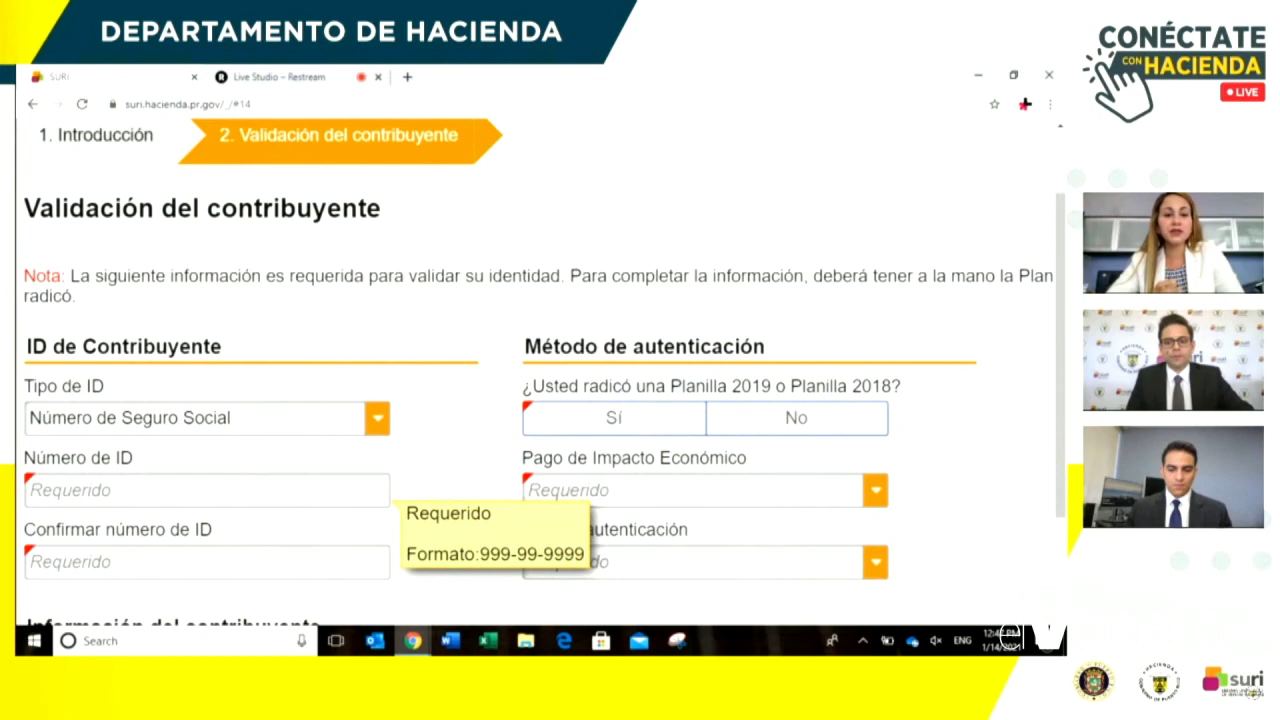 DEPARTAMENTO DE HACIENDA
CONÉCTATE
CON HACIENDA
LIVE
SURI
Live Studio – Restream
suri.hacienda.pr.gov/_/#14
1. Introducción
2. Validación del contribuyente
Validación del contribuyente
Nota: La siguiente información es requerida para validar su identidad. Para completar la información, deberá tener a la mano la Plan
radicó.
ID de Contribuyente
Método de autenticación
Tipo de ID
¿Usted radicó una Planilla 2019 o Planilla 2018?
Número de Seguro Social
Sí
No
Número de ID
Pago de Impacto Económico
Requerido
Requerido
Requerido
Formato:999-99-9999
Confirmar número de ID
autenticación
Requerido
Search
ENG
1/14/2021
suri